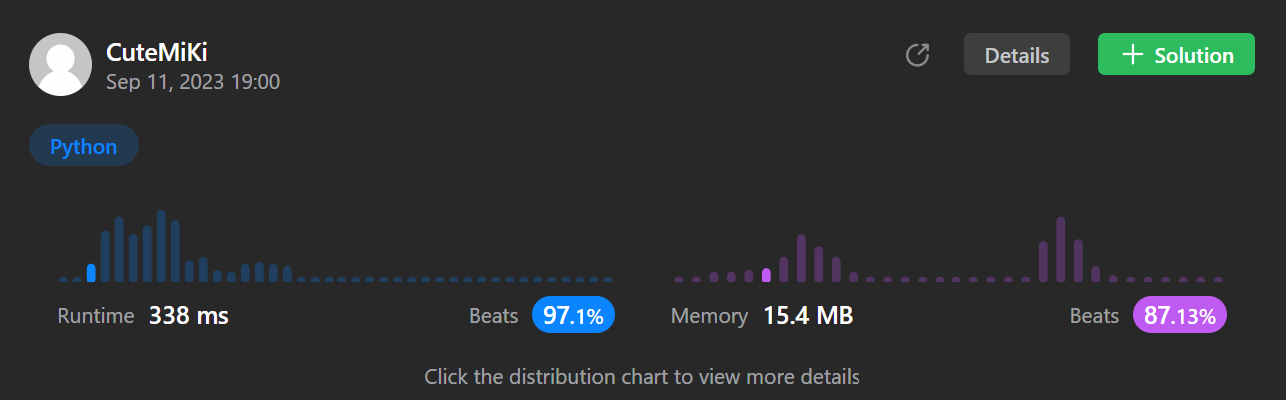 CuteMiKi
Sep 11, 2023 19:00
Details
Solution
Python
Runtime 338 ms
Beats 97.1%
Memory 15.4 MB
Beats 87.13%
Click the distribution chart to view more details